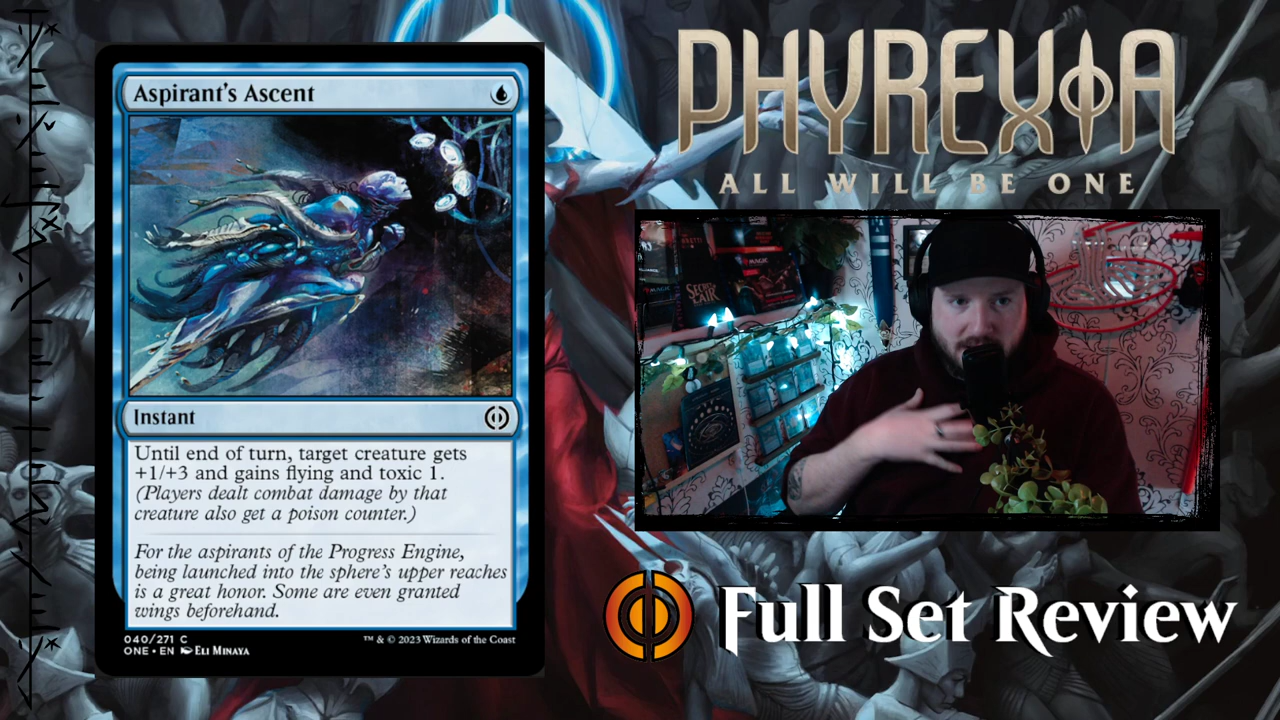 Aspirant's Ascent
Instant
Until end of turn, target creature gets
+1/+3 and gains flying and toxic 1.
(Players dealt combat damage by that
creature also get a poison counter.)
For the aspirants of the Progress Engine,
being launched into the sphere's upper reaches
is a great honor. Some are even granted
wings beforehand.
040/271 C
ONE • EN Eli Minaya
™ & © 2023 Wizards of the Coast
PHYREXIA
ALL WILL BE ONE
MAGIC
SECRET
LAIR
Full Set Review